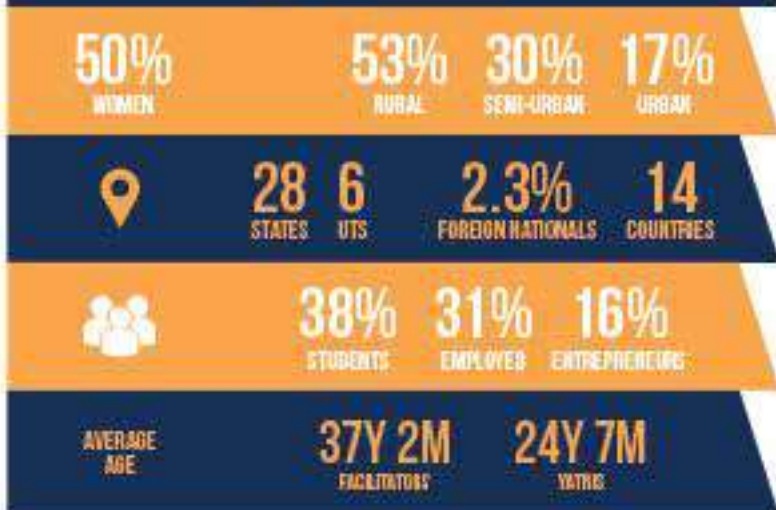 50% 53% 30% 17%
WOMEN RURAL SEMI-URBAN URBAN
28 6 2.3% 14
STATES UTS FOREIGN NATIONALS COUNTRIES
38% 31% 16%
STUDENTS EMPLOYED ENTREPRENEURS
AVERAGE
AGE
37Y 2M 24Y 7M
FACILITATORS YATRIS